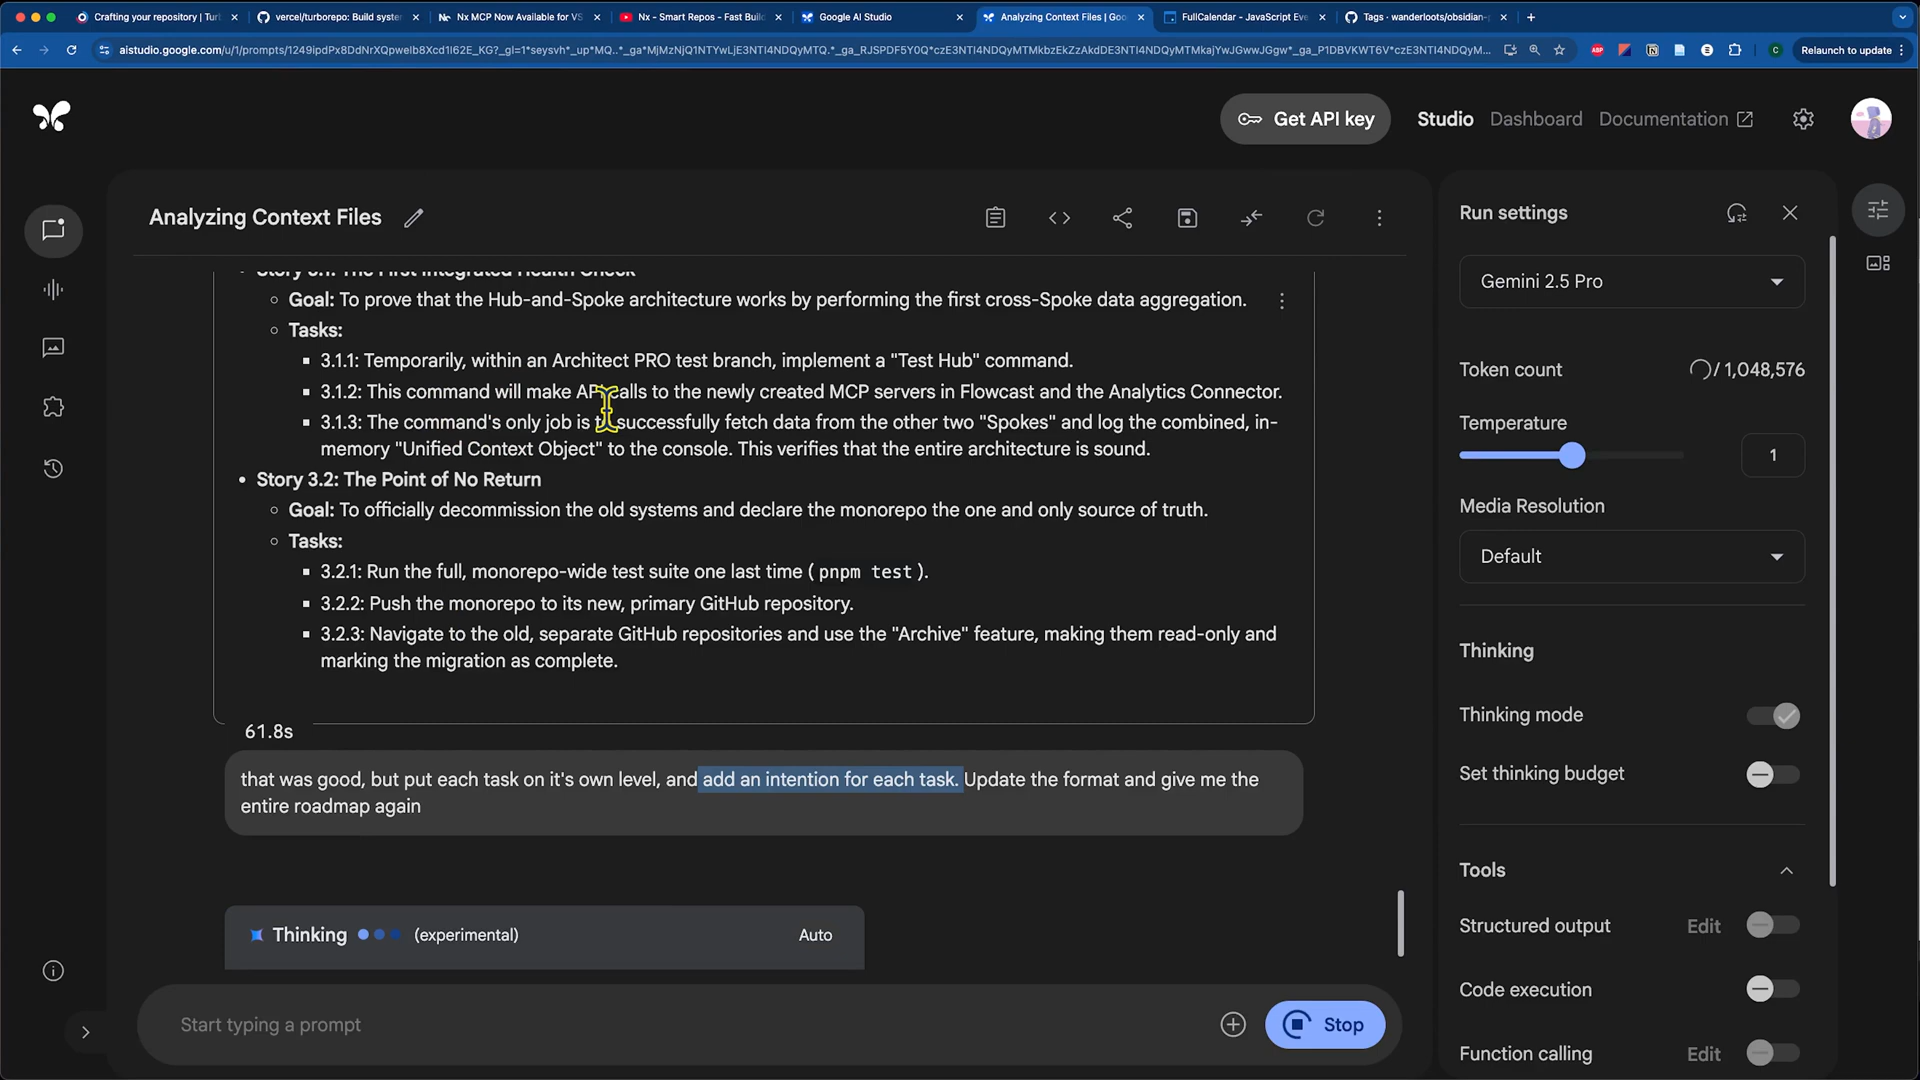 Crafting your repository | Tur
vercel/turborepo: Build syster
Nx MCP Now Available for VS
Nx - Smart Repos - Fast Build
Google AI Studio
Analyzing Context Files | Goo
FullCalendar - JavaScript Eve
Tags · wanderloots/obsidian-p
Relaunch to update
Get API key
Studio
Dashboard
Documentation
Analyzing Context Files
Story 3.1: The First Integrated Health Check
Goal: To prove that the Hub-and-Spoke architecture works by performing the first cross-Spoke data aggregation.
Tasks:
3.1.1: Temporarily, within an Architect PRO test branch, implement a "Test Hub" command.
3.1.2: This command will make API calls to the newly created MCP servers in Flowcast and the Analytics Connector.
3.1.3: The command's only job is to successfully fetch data from the other two "Spokes" and log the combined, in-
memory "Unified Context Object" to the console. This verifies that the entire architecture is sound.
Story 3.2: The Point of No Return
Goal: To officially decommission the old systems and declare the monorepo the one and only source of truth.
Tasks:
3.2.1: Run the full, monorepo-wide test suite one last time ( pnpm test ).
3.2.2: Push the monorepo to its new, primary GitHub repository.
3.2.3: Navigate to the old, separate GitHub repositories and use the "Archive" feature, making them read-only and
marking the migration as complete.
61.8s
that was good, but put each task on it's own level, and add an intention for each task. Update the format and give me the
entire roadmap again
Thinking (experimental) Auto
Start typing a prompt
Stop
Run settings
Gemini 2.5 Pro
Token count / 1,048,576
Temperature
1
Media Resolution
Default
Thinking
Thinking mode
Set thinking budget
Tools
Structured output Edit
Code execution
Function calling Edit